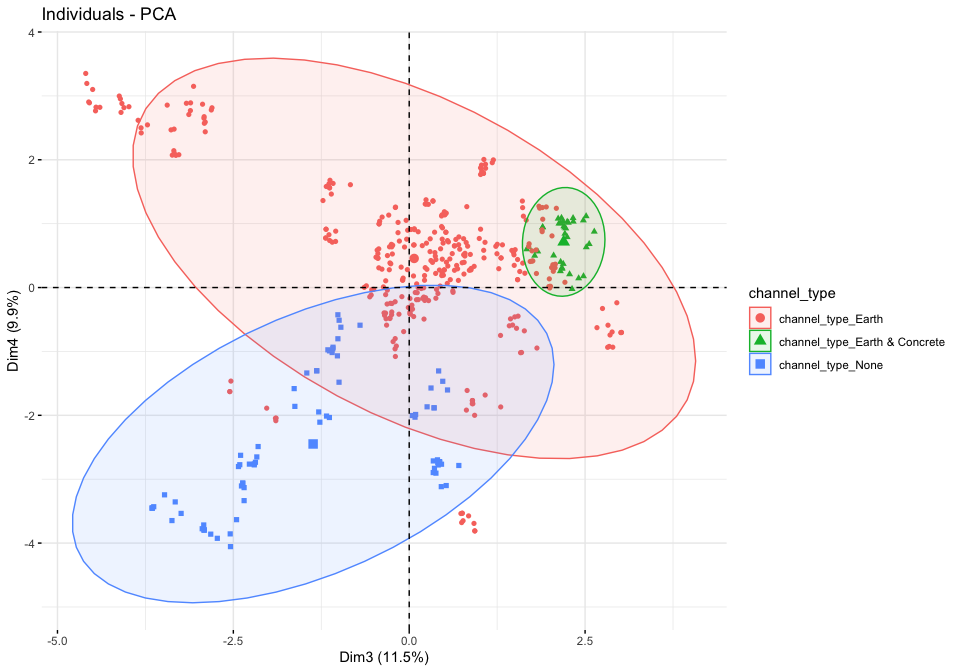 Individuals - PCA
4
2
0
-2
-4
Dim4 (9.9%)
-5.0
-2.5
0.0
2.5
Dim3 (11.5%)
channel_type
channel_type_Earth
channel_type_Earth & Concrete
channel_type_None